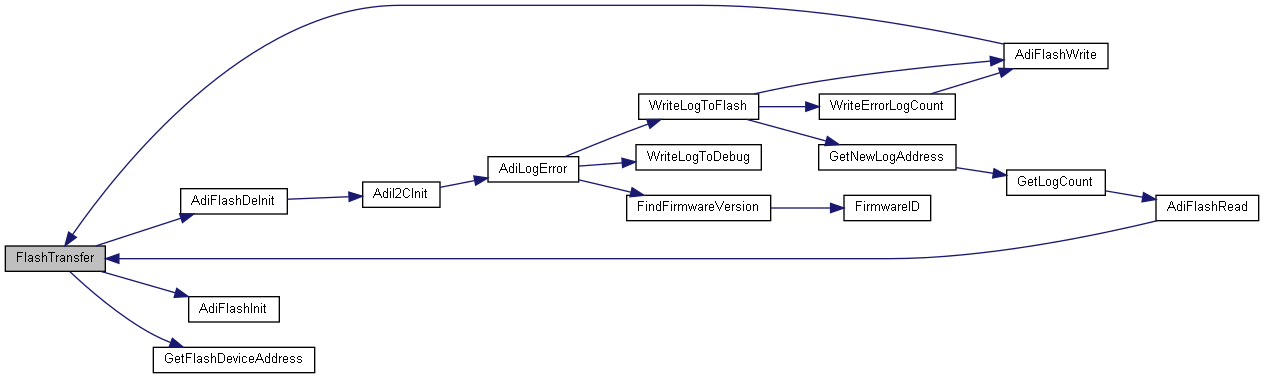 AdiFlashWrite
WriteLogToFlash
WriteErrorLogCount
WriteLogToDebug
GetNewLogAddress
AdiLogError
GetLogCount
AdiFlashDeInit
AdiI2CInit
FindFirmwareVersion
FirmwareID
AdiFlashRead
FlashTransfer
AdiFlashInit
GetFlashDeviceAddress